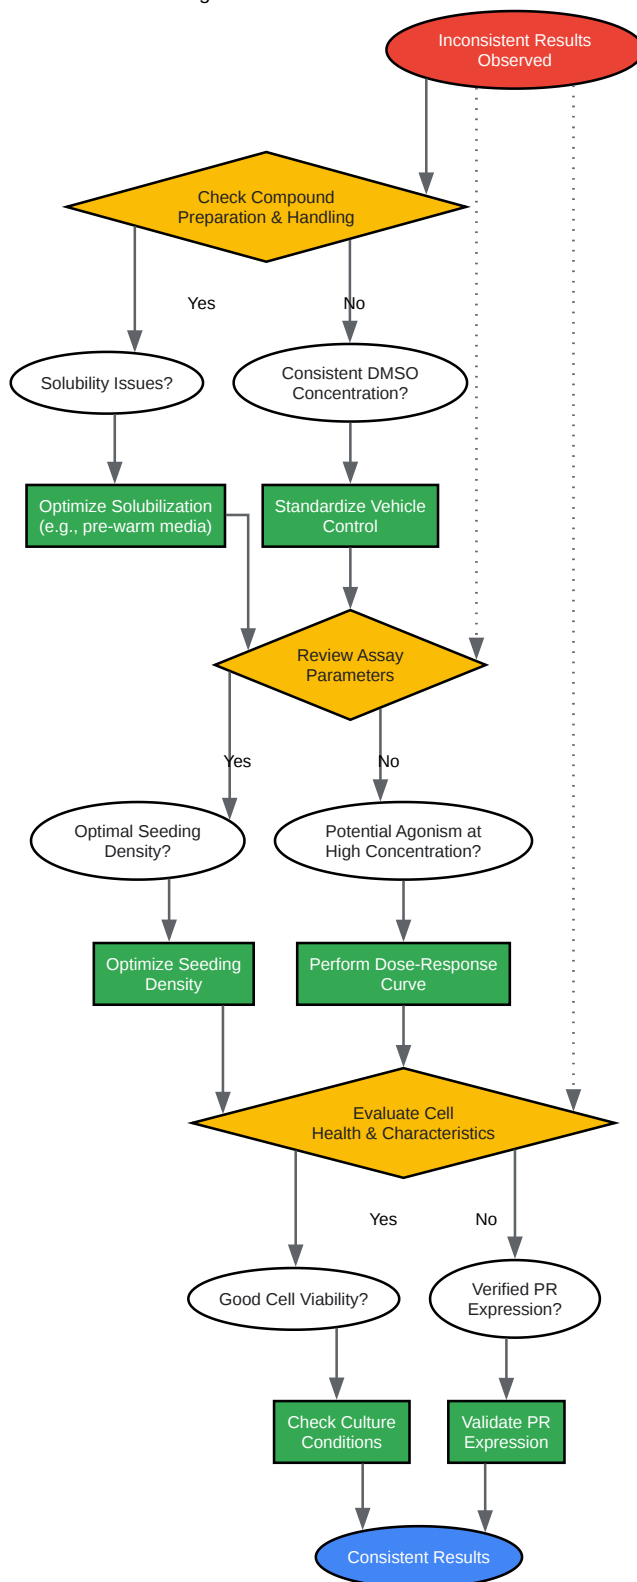 Inconsistent Results
Observed
Check Compound
Preparation & Handling
Yes
No
Solubility Issues?
Consistent DMSO
Concentration?
Optimize Solubilization
(e.g., pre-warm media)
Standardize Vehicle
Control
Review Assay
Parameters
Yes
No
Optimal Seeding
Density?
Potential Agonism at
High Concentration?
Optimize Seeding
Density
Perform Dose-Response
Curve
Evaluate Cell
Health & Characteristics
Yes
No
Good Cell Viability?
Verified PR
Expression?
Check Culture
Conditions
Validate PR
Expression
Consistent Results